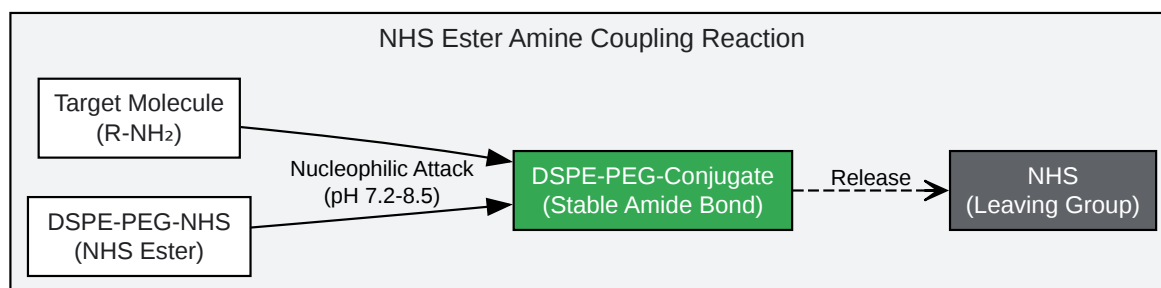 NHS Ester Amine Coupling Reaction
Target Molecule
(R-NH₂)
Nucleophilic Attack
(pH 7.2-8.5)
DSPE-PEG-NHS
(NHS Ester)
DSPE-PEG-Conjugate
(Stable Amide Bond)
Release
NHS
(Leaving Group)